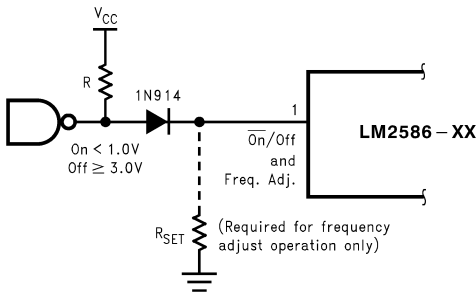 V_CC
R
1N914
1
LM2586-XX
On/Off
and
Freq. Adj.
On < 1.0V
Off ≥ 3.0V
R_SET
(Required for frequency
adjust operation only)